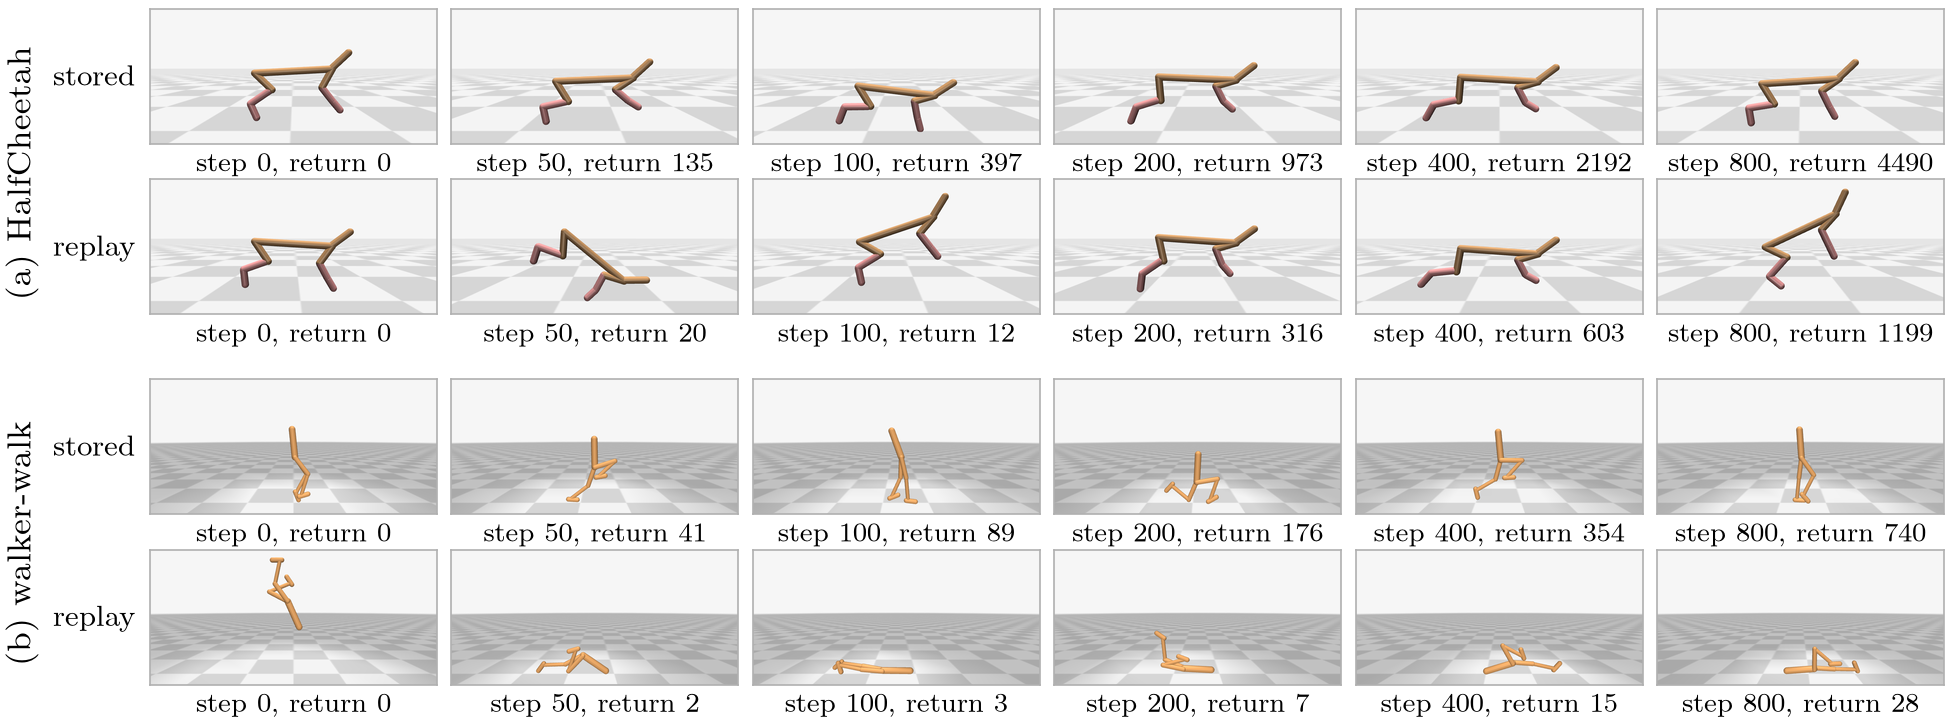 (a) HalfCheetah
stored
step 0, return 0
step 50, return 135
step 100, return 397
step 200, return 973
step 400, return 2192
step 800, return 4490
replay
step 0, return 0
step 50, return 20
step 100, return 12
step 200, return 316
step 400, return 603
step 800, return 1199
(b) walker-walk
stored
step 0, return 0
step 50, return 41
step 100, return 89
step 200, return 176
step 400, return 354
step 800, return 740
replay
step 0, return 0
step 50, return 2
step 100, return 3
step 200, return 7
step 400, return 15
step 800, return 28